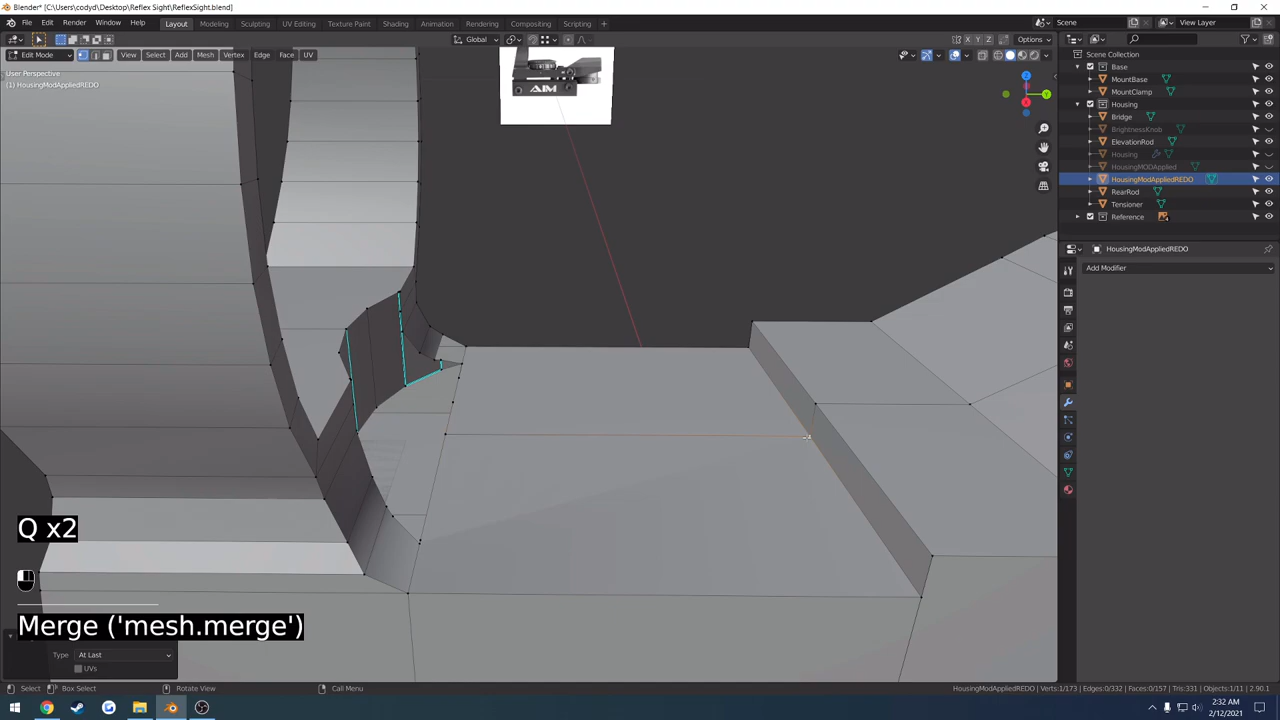 Blender* [C:\Users\codyd\Desktop\Reflex Sight\ReflexSight.blend]
File Edit Render Window Help Layout Modeling Sculpting UV Editing Texture Paint Shading Animation Rendering Compositing Scripting + Scene View Layer
Global X Y Z Options
Edit Mode View Select Add Mesh Vertex Edge Face UV
User Perspective
(1) HousingModAppliedREDO
AIM
Y
Z
X
Scene Collection
Base
MountBase
MountClamp
Housing
Bridge
BrightnessKnob
ElevationRod
Housing
HousingMODApplied
HousingModAppliedREDO
RearRod
Tensioner
Reference
HousingModAppliedREDO
Add Modifier
Q x2
Merge ('mesh.merge')
Type At Last
UVs
Select Box Select Rotate View Call Menu
HousingModAppliedREDO | Verts:1/173 | Edges:0/332 | Faces:0/157 | Tris:331 | Objects:1/11 | 2.90.1
2:32 AM
2/12/2021